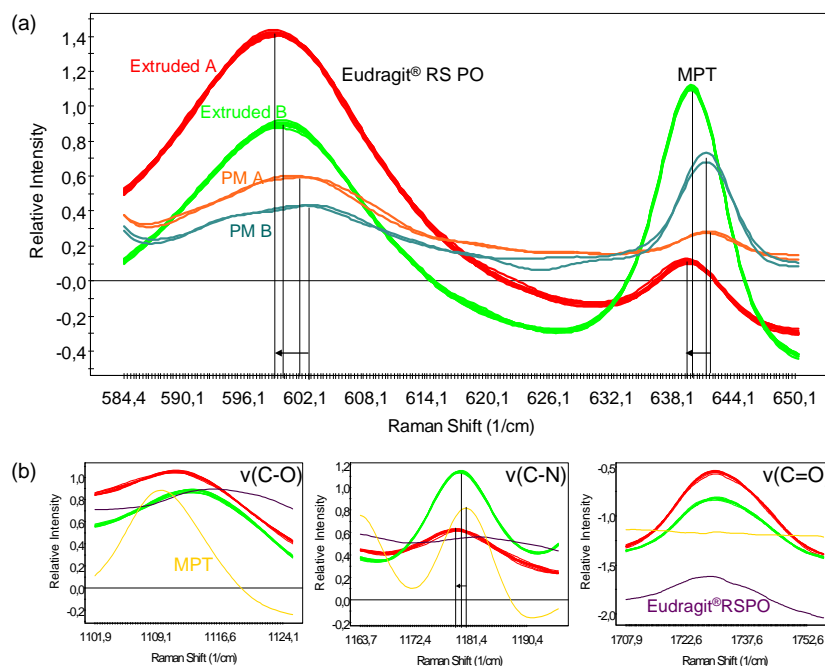 (a)
1,4
1,2
1,0
0,8
0,6
0,4
0,2
-0,0
-0,2
-0,4
Relative Intensity
Extruded A
Eudragit® RS PO
MPT
Extruded B
PM A
PM B
584,4 590,1 596,1 602,1 608,1 614,1 620,1 626,1 632,1 638,1 644,1 650,1
Raman Shift (1/cm)
(b)
1,0
0,8
0,6
0,4
0,2
0,0
-0,2
Relative Intensity
ν(C-O)
MPT
1101,9 1109,1 1116,6 1124,1
Raman Shift (1/cm)
1,2
1,0
0,8
0,6
0,4
0,2
0,0
-0,2
Relative Intensity
ν(C-N)
1163,7 1172,4 1181,4 1190,4
Raman Shift (1/cm)
-0,5
-1,0
-1,5
-2,0
Relative Intensity
ν(C=O
Eudragit®RSPO
1707,9 1722,6 1737,6 1752,6
Raman Shift (1/cm)